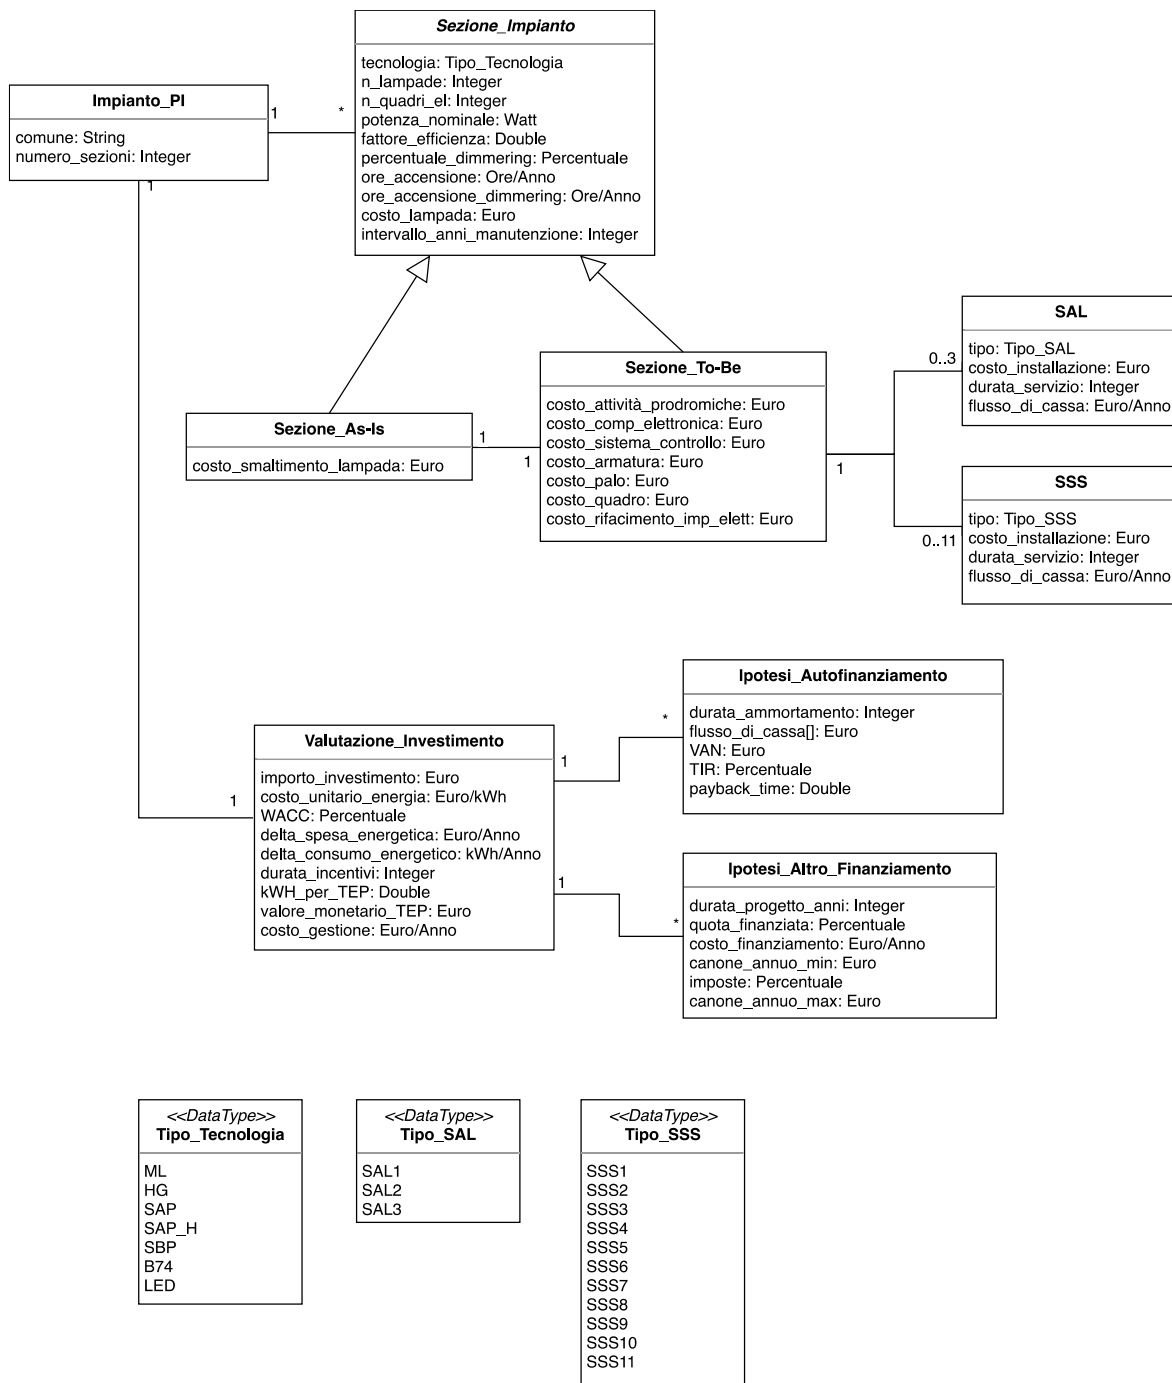 Sezione_Impianto
tecnologia: Tipo_Tecnologia
n_lampade: Integer
n_quadri_el: Integer
potenza_nominale: Watt
fattore_efficienza: Double
percentuale_dimmering: Percentuale
ore_accensione: Ore/Anno
ore_accensione_dimmering: Ore/Anno
costo_lampada: Euro
intervallo_anni_manutenzione: Integer
Impianto_PI
comune: String
numero_sezioni: Integer
1
*
1
Sezione_As-Is
costo_smaltimento_lampada: Euro
1
1
Sezione_To-Be
costo_attività_prodromiche: Euro
costo_comp_elettronica: Euro
costo_sistema_controllo: Euro
costo_armatura: Euro
costo_palo: Euro
costo_quadro: Euro
costo_rifacimento_imp_elett: Euro
1
0..3
0..11
SAL
tipo: Tipo_SAL
costo_installazione: Euro
durata_servizio: Integer
flusso_di_cassa: Euro/Anno
SSS
tipo: Tipo_SSS
costo_installazione: Euro
durata_servizio: Integer
flusso_di_cassa: Euro/Anno
1
Valutazione_Investimento
importo_investimento: Euro
costo_unitario_energia: Euro/kWh
WACC: Percentuale
delta_spesa_energetica: Euro/Anno
delta_consumo_energetico: kWh/Anno
durata_incentivi: Integer
kWH_per_TEP: Double
valore_monetario_TEP: Euro
costo_gestione: Euro/Anno
1
*
1
*
Ipotesi_Autofinanziamento
durata_ammortamento: Integer
flusso_di_cassa[]: Euro
VAN: Euro
TIR: Percentuale
payback_time: Double
Ipotesi_Altro_Finanziamento
durata_progetto_anni: Integer
quota_finanziata: Percentuale
costo_finanziamento: Euro/Anno
canone_annuo_min: Euro
imposte: Percentuale
canone_annuo_max: Euro
<<DataType>>
Tipo_Tecnologia
ML
HG
SAP
SAP_H
SBP
B74
LED
<<DataType>>
Tipo_SAL
SAL1
SAL2
SAL3
<<DataType>>
Tipo_SSS
SSS1
SSS2
SSS3
SSS4
SSS5
SSS6
SSS7
SSS8
SSS9
SSS10
SSS11